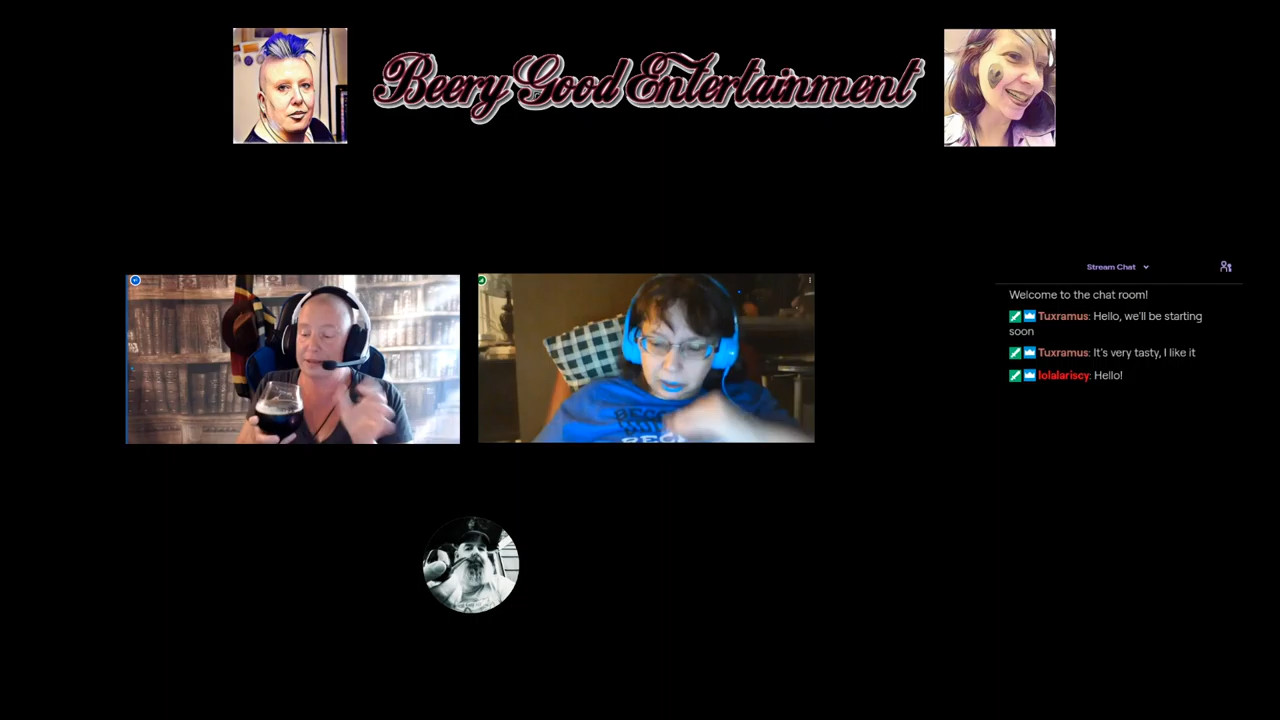 Beery Good Entertainment
Stream Chat
Welcome to the chat room!
Tuxramus: Hello, we'll be starting
soon
Tuxramus: It's very tasty, I like it
lolalariscy: Hello!